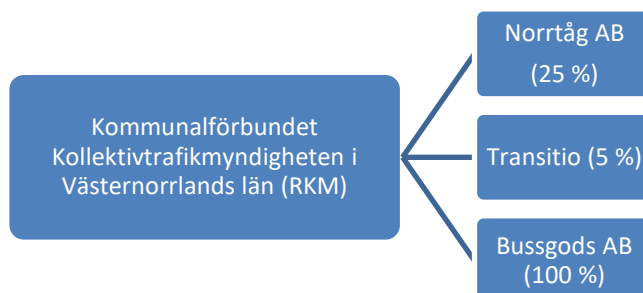 Kommunalförbundet
Kollektivtrafikmyndigheten i
Västernorrlands län (RKM)
Norrtåg AB
(25 %)
Transitio (5 %)
Bussgods AB
(100 %)